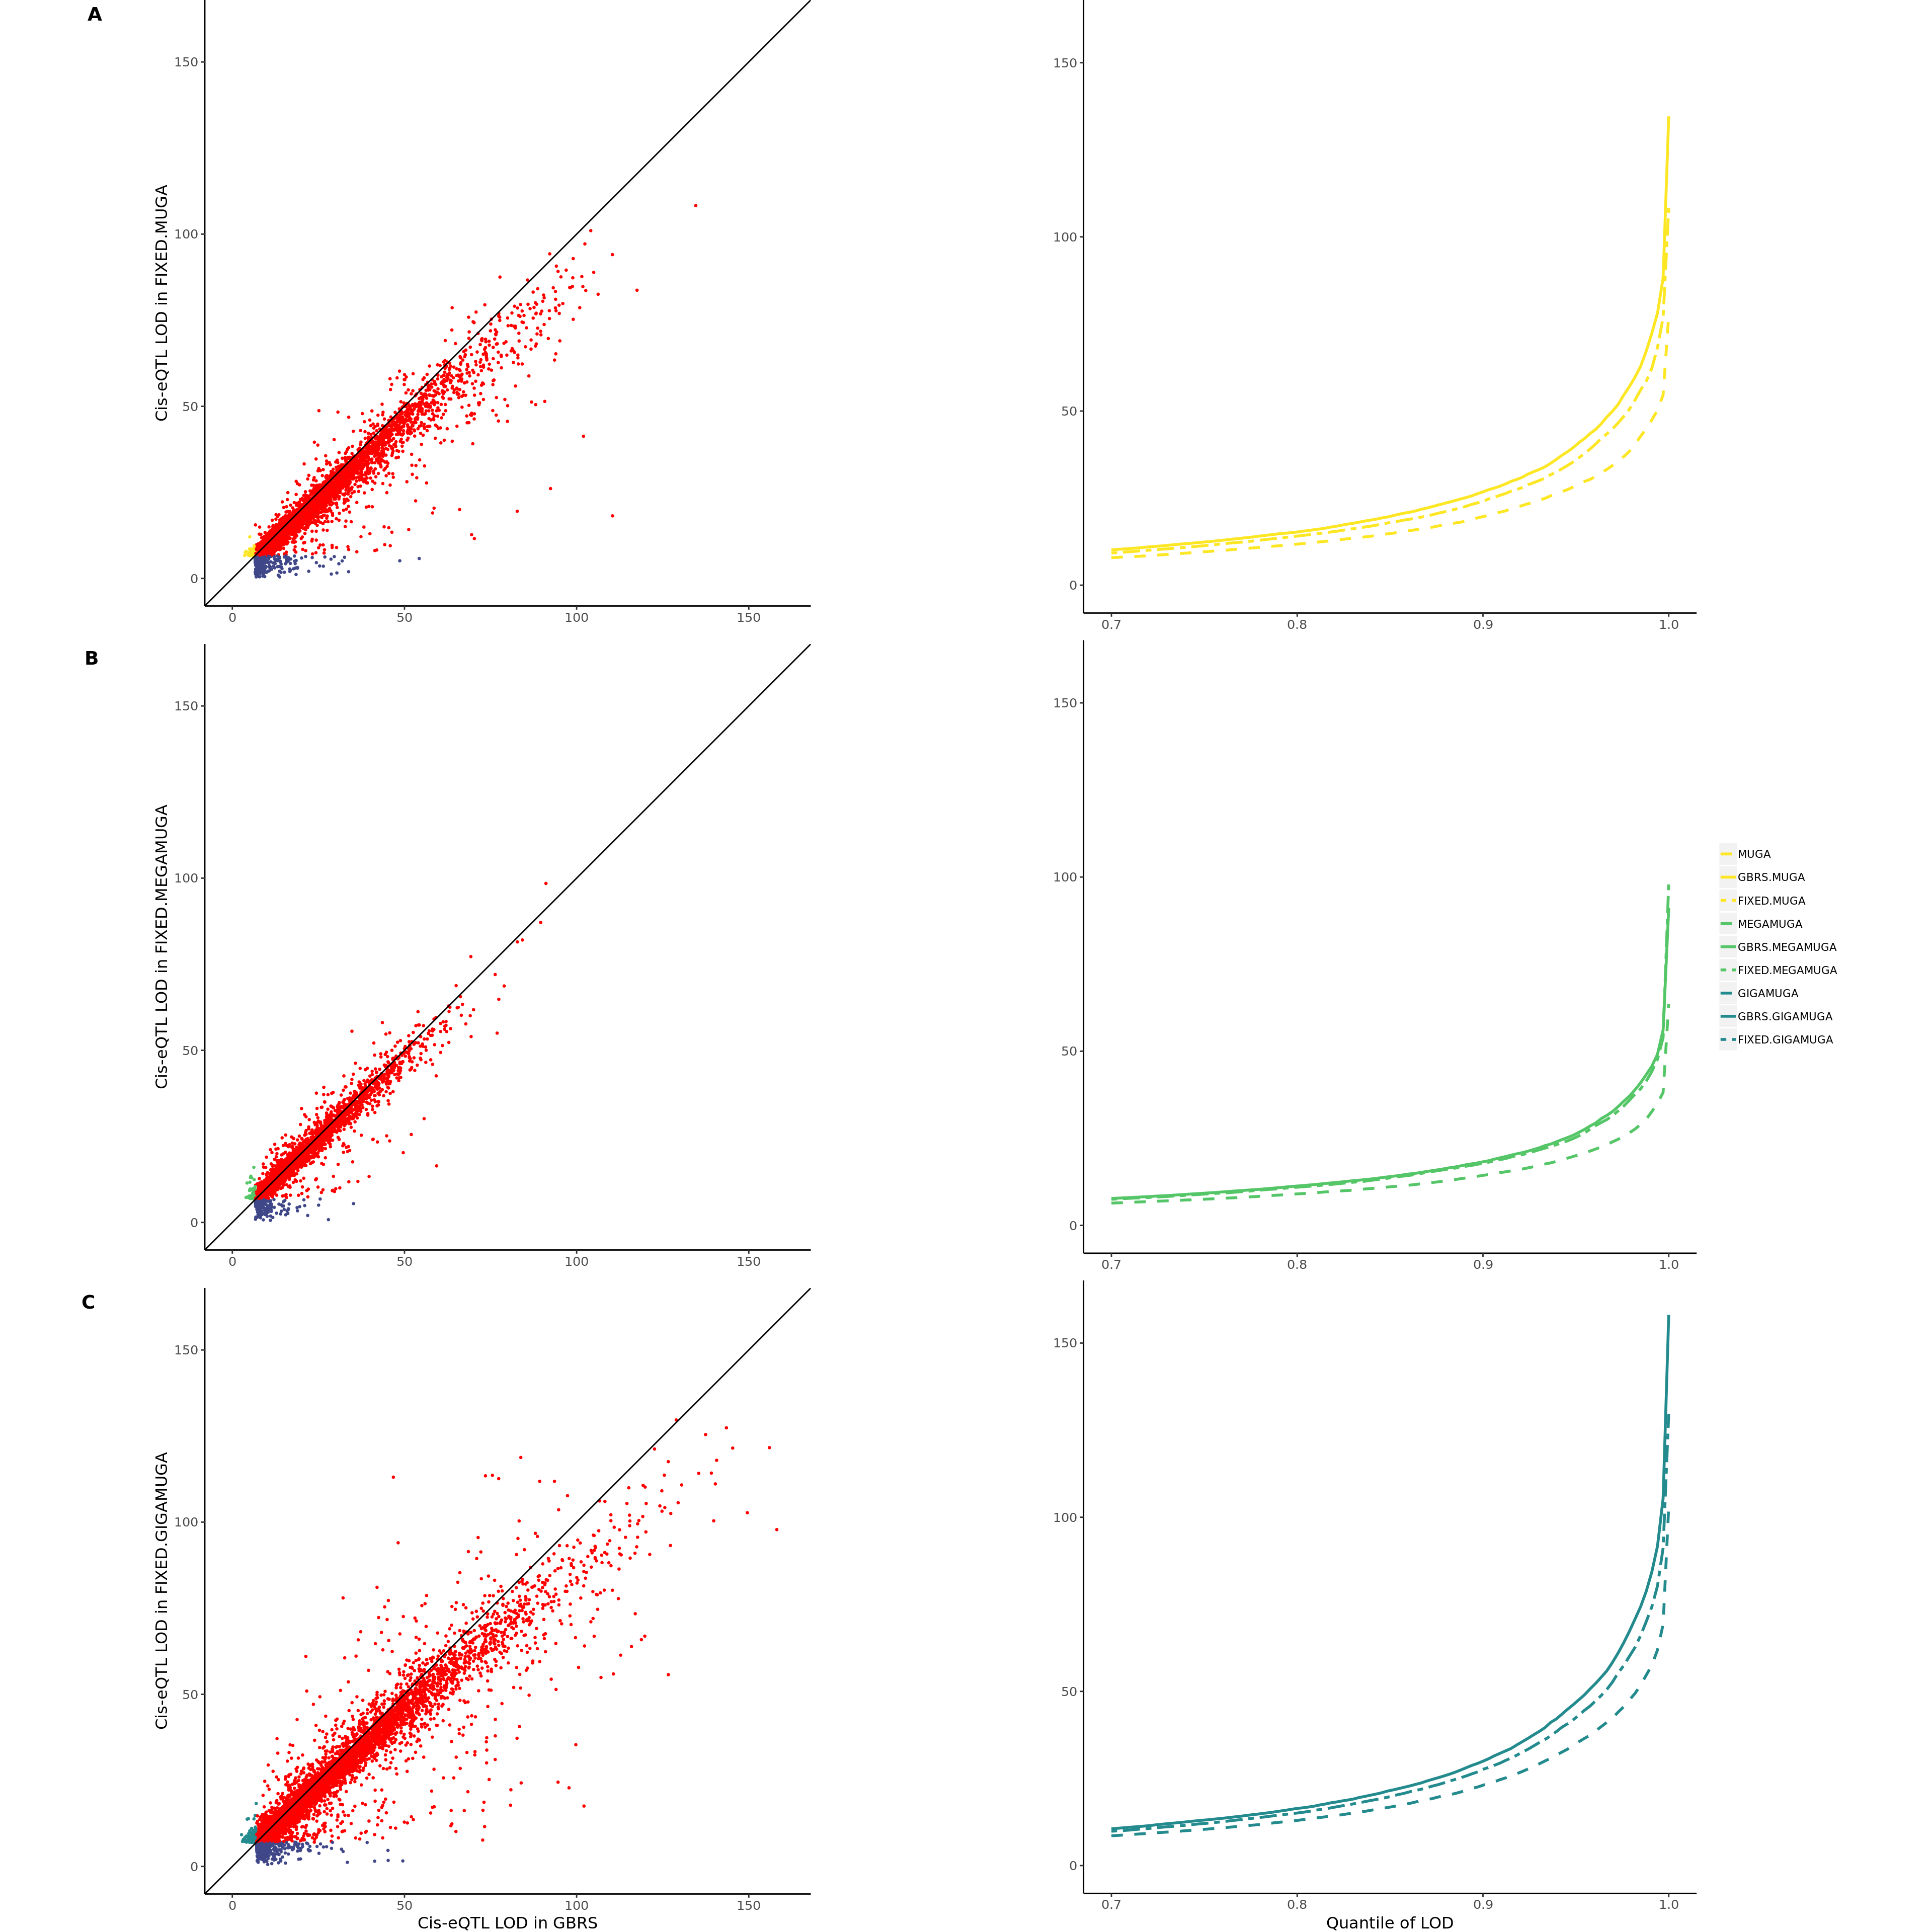 A
Cis-eQTL LOD in FIXED.MUGA
150
100
50
0
0 50 100 150
150
100
50
0
0.7 0.8 0.9 1.0
B
Cis-eQTL LOD in FIXED.MEGAMUGA
150
100
50
0
0 50 100 150
150
100
50
0
0.7 0.8 0.9 1.0
MUGA
GBRS.MUGA
FIXED.MUGA
MEGAMUGA
GBRS.MEGAMUGA
FIXED.MEGAMUGA
GIGAMUGA
GBRS.GIGAMUGA
FIXED.GIGAMUGA
C
Cis-eQTL LOD in FIXED.GIGAMUGA
150
100
50
0
0 50 100 150
Cis-eQTL LOD in GBRS
150
100
50
0
0.7 0.8 0.9 1.0
Quantile of LOD